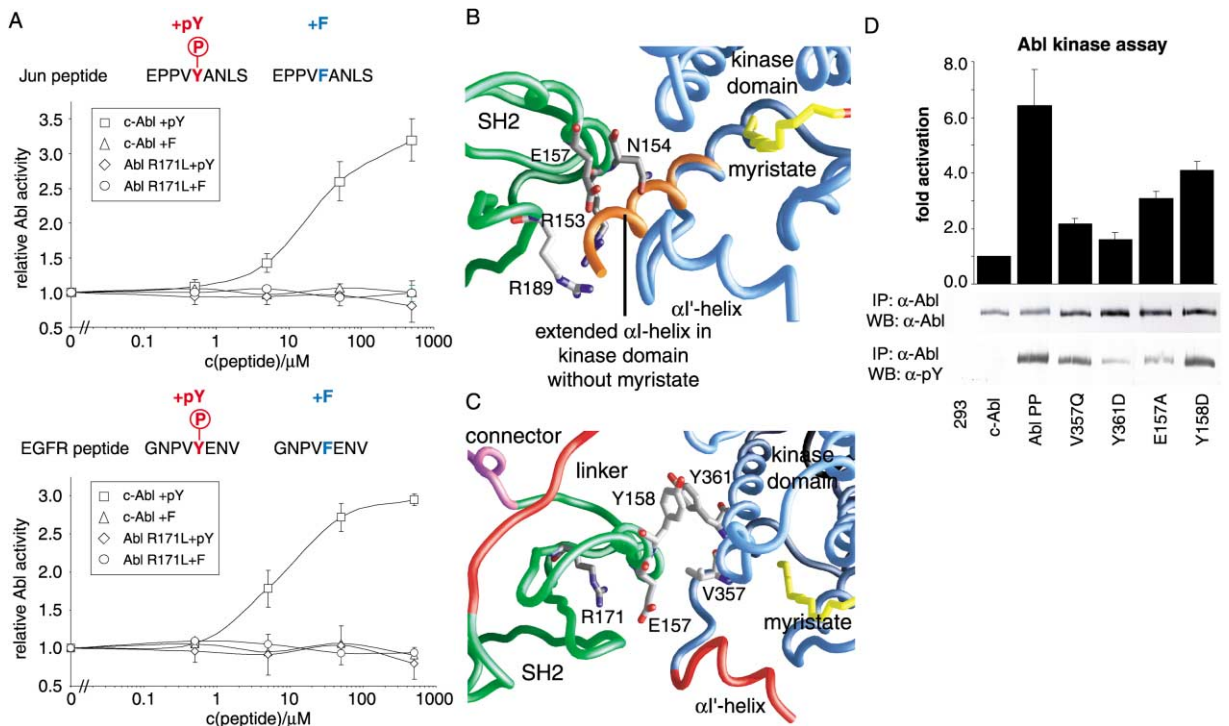 A
+pY
+F
P
Jun peptide
EPPVYANLS
EPPVFANLS
c-Abl +pY
c-Abl +F
Abl R171L+pY
Abl R171L+F
relative Abl activity
3.5
3.0
2.5
2.0
1.5
1.0
0.5
0
0.1
1
10
100
1000
c(peptide)/μM
+pY
+F
P
EGFR peptide
GNPVYENV
GNPVFENV
c-Abl +pY
c-Abl +F
Abl R171L+pY
Abl R171L+F
relative Abl activity
3.0
2.5
2.0
1.5
1.0
0.5
0
0.1
1
10
100
1000
c(peptide)/μM
B
kinase
domain
SH2
E157
N154
myristate
R153
R189
αI'-helix
extended αI-helix in
kinase domain
without myristate
C
connector
linker
Y361
kinase
domain
Y158
V357
R171
E157
myristate
SH2
αI'-helix
D
Abl kinase assay
fold activation
8.0
6.0
4.0
2.0
0.0
IP: α-Abl
WB: α-Abl
IP: α-Abl
WB: α-pY
293
c-Abl
Abl PP
V357Q
Y361D
E157A
Y158D